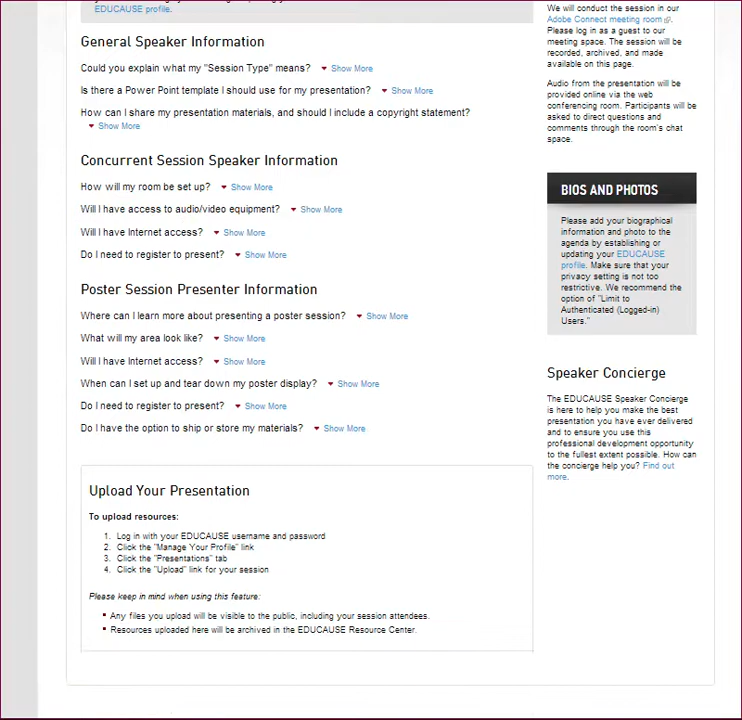 EDUCAUSE profile.
General Speaker Information
Could you explain what my "Session Type" means? Show More
Is there a Power Point template I should use for my presentation? Show More
How can I share my presentation materials, and should I include a copyright statement?
Show More
Concurrent Session Speaker Information
How will my room be set up? Show More
Will I have access to audio/video equipment? Show More
Will I have Internet access? Show More
Do I need to register to present? Show More
Poster Session Presenter Information
Where can I learn more about presenting a poster session? Show More
What will my area look like? Show More
Will I have Internet access? Show More
When can I set up and tear down my poster display? Show More
Do I need to register to present? Show More
Do I have the option to ship or store my materials? Show More
Upload Your Presentation
To upload resources:
1. Log in with your EDUCAUSE username and password
2. Click the "Manage Your Profile" link
3. Click the "Presentations" tab
4. Click the "Upload" link for your session
Please keep in mind when using this feature:
Any files you upload will be visible to the public, including your session attendees.
Resources uploaded here will be archived in the EDUCAUSE Resource Center.
We will conduct the session in our
Adobe Connect meeting room.
Please log in as a guest to our
meeting space. The session will be
recorded, archived, and made
available on this page.
Audio from the presentation will be
provided online via the web
conferencing room. Participants will be
asked to direct questions and
comments through the room's chat
space.
BIOS AND PHOTOS
Please add your biographical
information and photo to the
agenda by establishing or
updating your EDUCAUSE
profile. Make sure that your
privacy setting is not too
restrictive. We recommend the
option of "Limit to
Authenticated (Logged-in)
Users."
Speaker Concierge
The EDUCAUSE Speaker Concierge
is here to help you make the best
presentation you have ever delivered
and to ensure you use this
professional development opportunity
to the fullest extent possible. How can
the concierge help you? Find out
more.